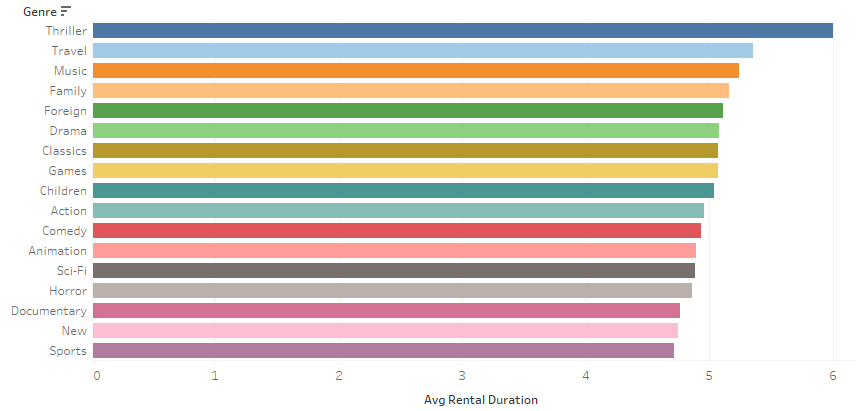 Genre
Thriller
Travel
Music
Family
Foreign
Drama
Classics
Games
Children
Action
Comedy
Animation
Sci-Fi
Horror
Documentary
New
Sports
0 1 2 3 4 5 6
Avg Rental Duration